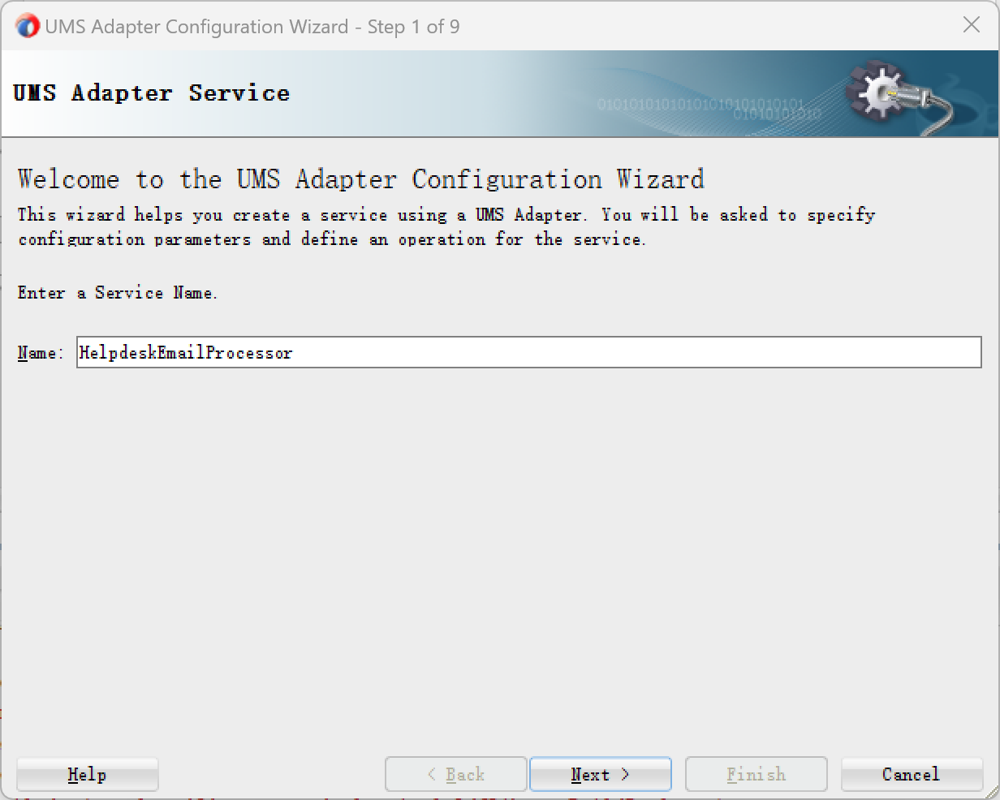 UMS Adapter Configuration Wizard - Step 1 of 9
UMS Adapter Service
010101010101010101010101
01010101010
Welcome to the UMS Adapter Configuration Wizard
This wizard helps you create a service using a UMS Adapter. You will be asked to specify
configuration parameters and define an operation for the service.
Enter a Service Name.
Name: HelpdeskEmailProcessor
Help < Back Next > Finish Cancel